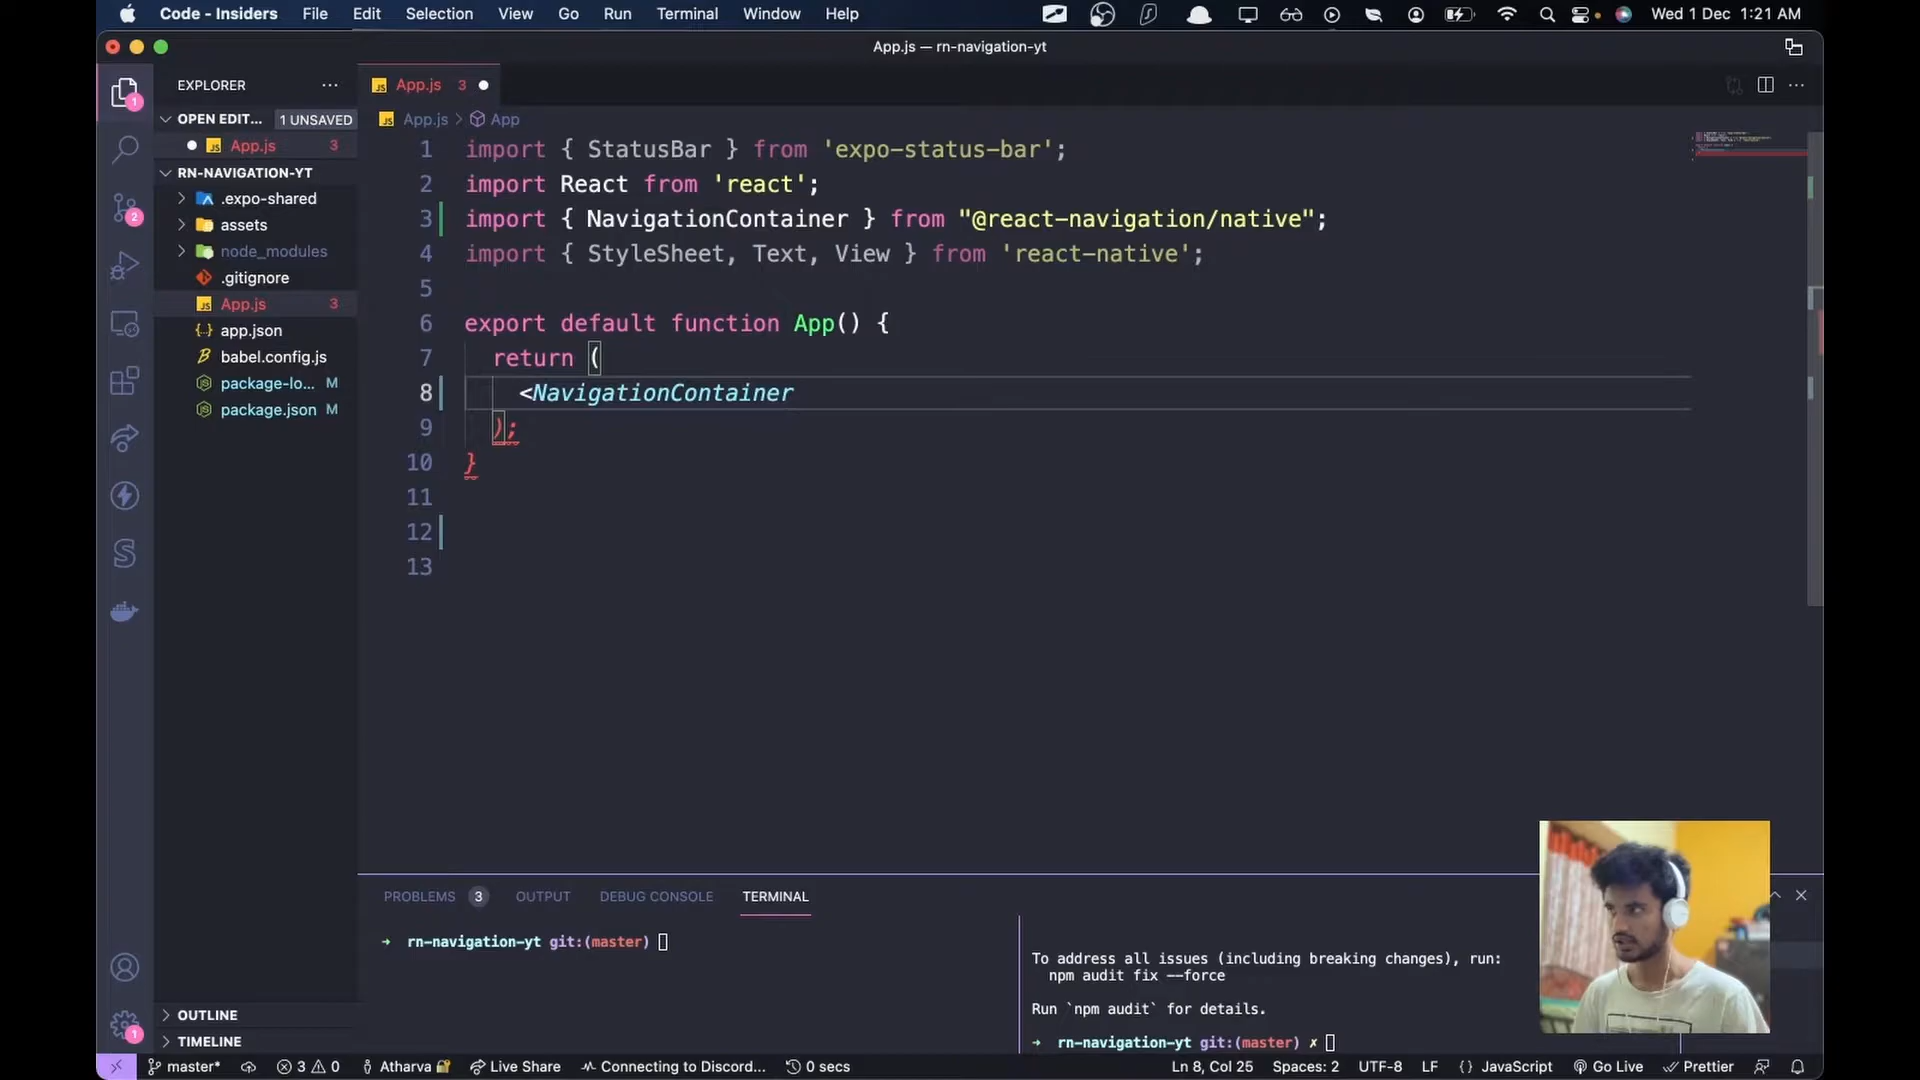 Code - Insiders File Edit Selection View Go Run Terminal Window Help Wed 1 Dec 1:21 AM
App.js — rn-navigation-yt
EXPLORER
App.js 3
OPEN EDIT... 1 UNSAVED
App.js 3
RN-NAVIGATION-YT
.expo-shared
assets
node_modules
.gitignore
App.js 3
app.json
babel.config.js
package-lo... M
package.json M
OUTLINE
TIMELINE
1
2
1
App.js > App
1 import { StatusBar } from 'expo-status-bar';
2 import React from 'react';
3 import { NavigationContainer } from "@react-navigation/native";
4 import { StyleSheet, Text, View } from 'react-native';
5
6 export default function App() {
7 return (
8 <NavigationContainer
9 );
10 }
11
12
13
PROBLEMS 3 OUTPUT DEBUG CONSOLE TERMINAL
➜ rn-navigation-yt git:(master)
To address all issues (including breaking changes), run:
npm audit fix --force
Run `npm audit` for details.
➜ rn-navigation-yt git:(master) ✗
master* 3 0 Atharva 🔐 Live Share Connecting to Discord... 0 secs Ln 8, Col 25 Spaces: 2 UTF-8 LF {} JavaScript Go Live Prettier